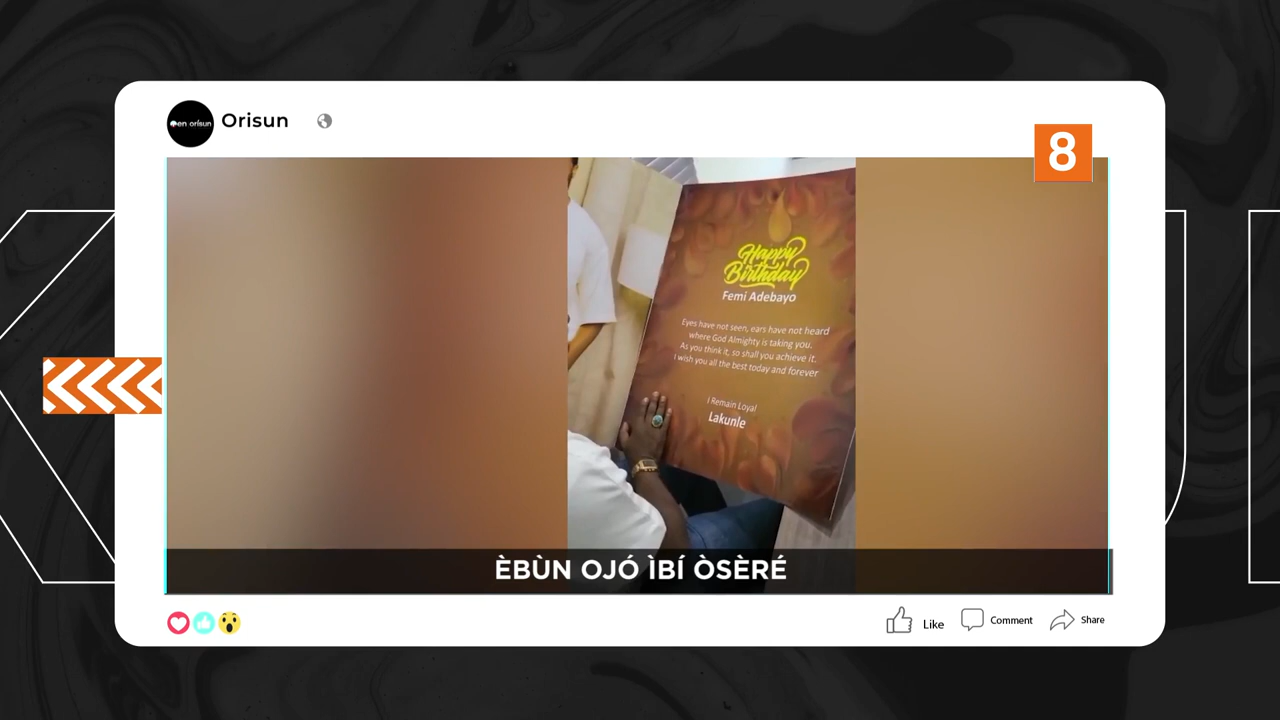 en orísun
Orisun
8
Happy
Birthday
Femi Adebayo
Eyes have not seen, ears have not heard
where God Almighty is taking you.
As you think it, so shall you achieve it.
I wish you all the best today and forever
I Remain Loyal
Lakunle
ÈBÙN OJÓ ÌBÍ ÒSÈRÉ
Like
Comment
Share